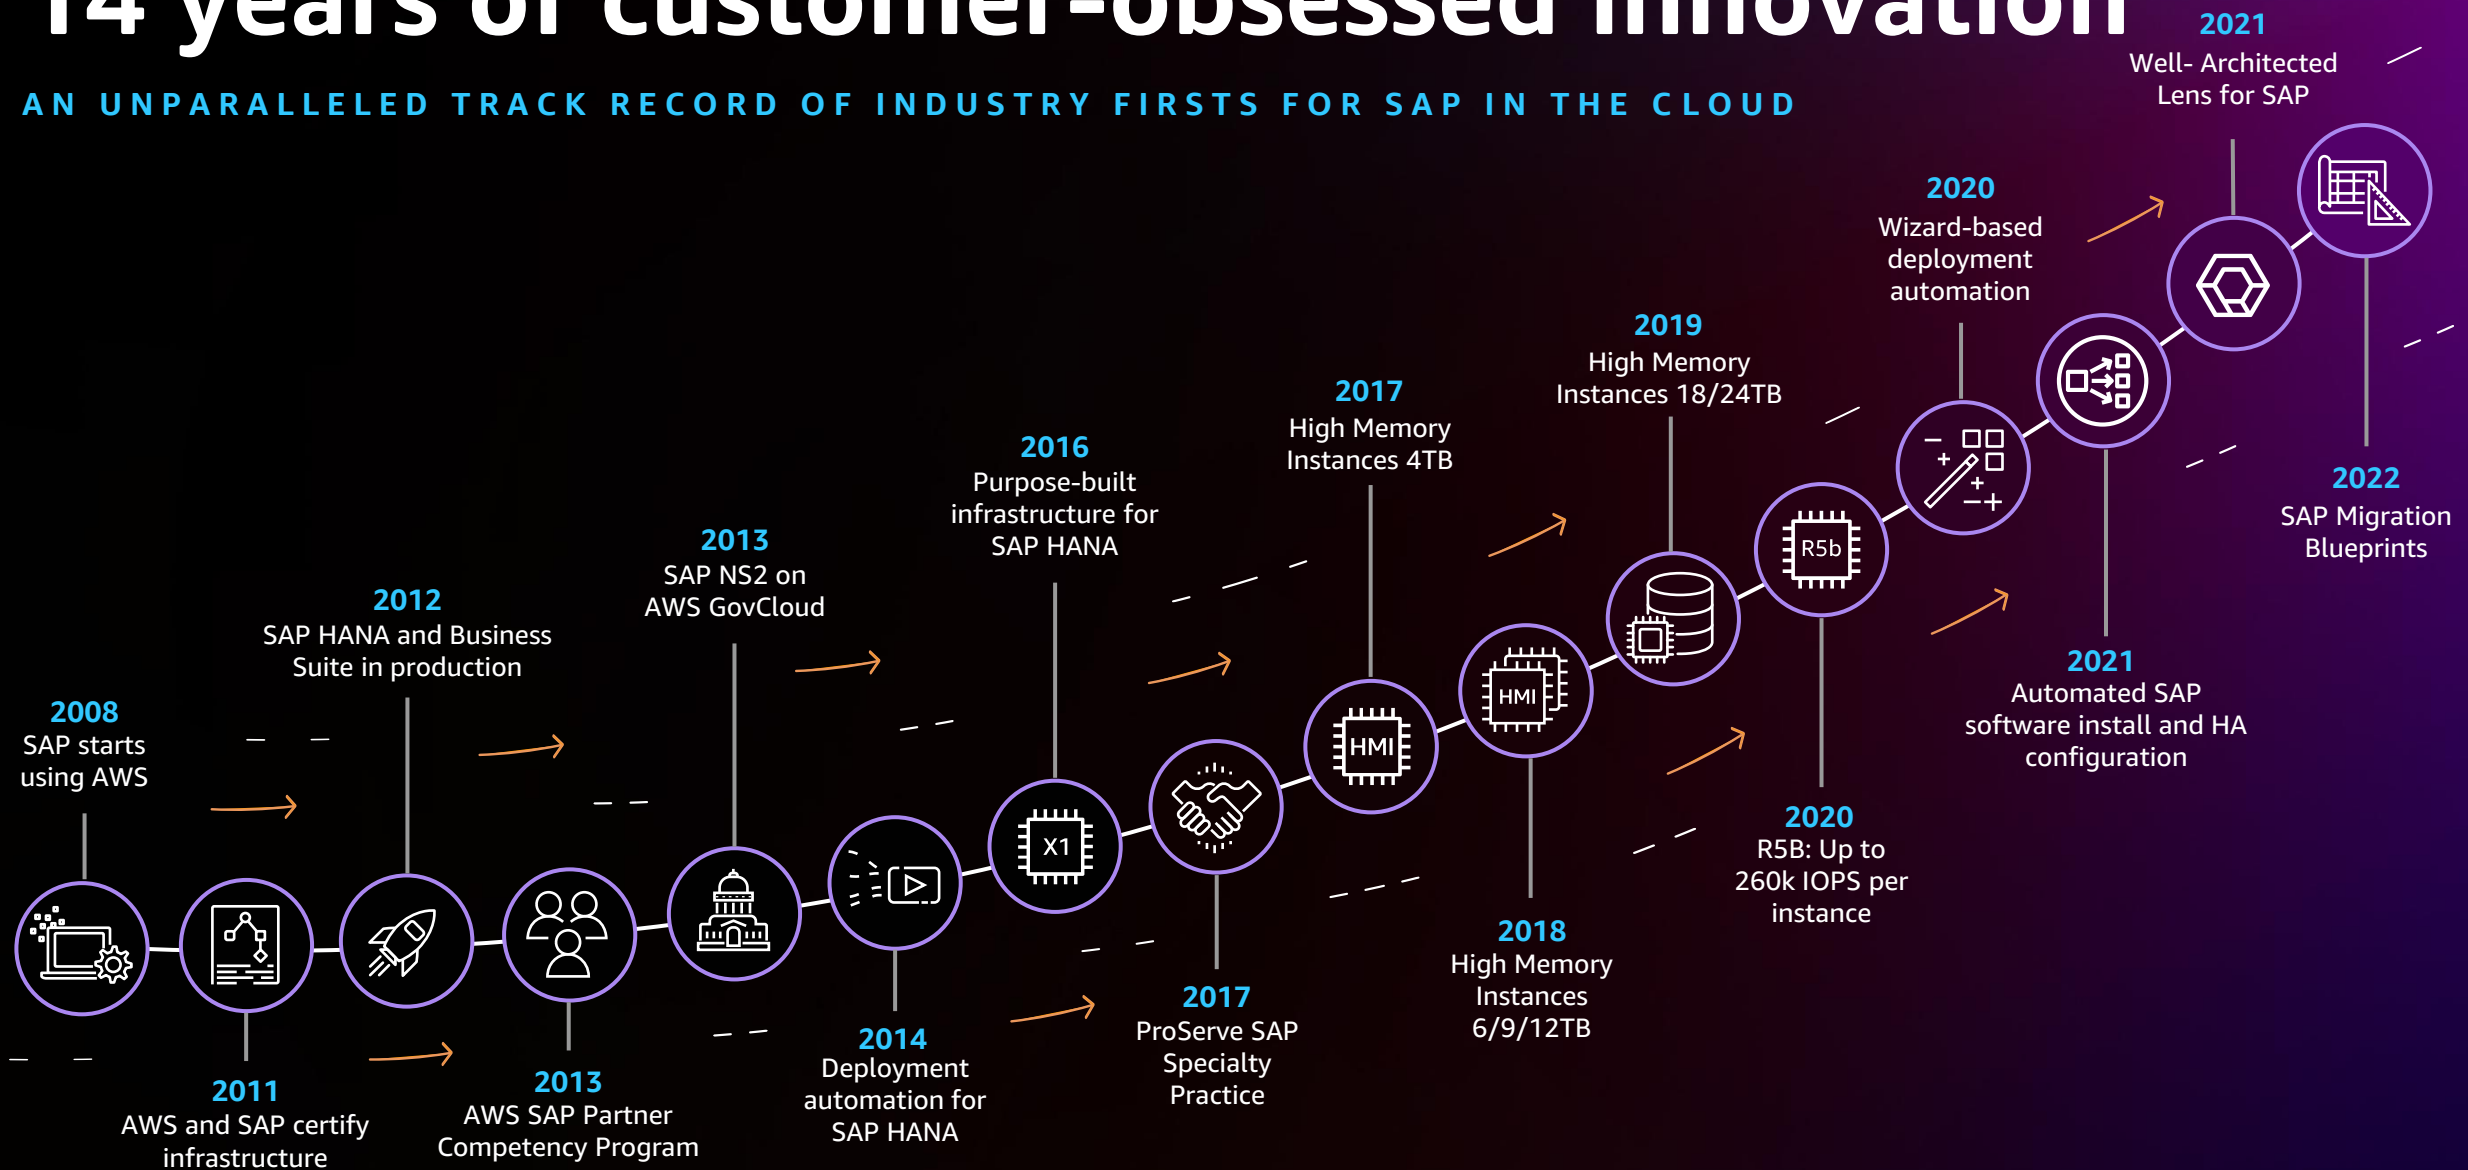 14 years of customer-obsessed innovation
AN UNPARALLELED TRACK RECORD OF INDUSTRY FIRSTS FOR SAP IN THE CLOUD
2008
SAP starts
using AWS
2011
AWS and SAP certify
infrastructure
2012
SAP HANA and Business
Suite in production
2013
AWS SAP Partner
Competency Program
2013
SAP NS2 on
AWS GovCloud
2014
Deployment
automation for
SAP HANA
2016
Purpose-built
infrastructure for
SAP HANA
X1
2017
ProServe SAP
Specialty
Practice
2017
High Memory
Instances 4TB
HMI
2018
High Memory
Instances
6/9/12TB
HMI
2019
High Memory
Instances 18/24TB
2020
R5B: Up to
260k IOPS per
instance
R5b
2020
Wizard-based
deployment
automation
2021
Automated SAP
software install and HA
configuration
2021
Well- Architected
Lens for SAP
2022
SAP Migration
Blueprints